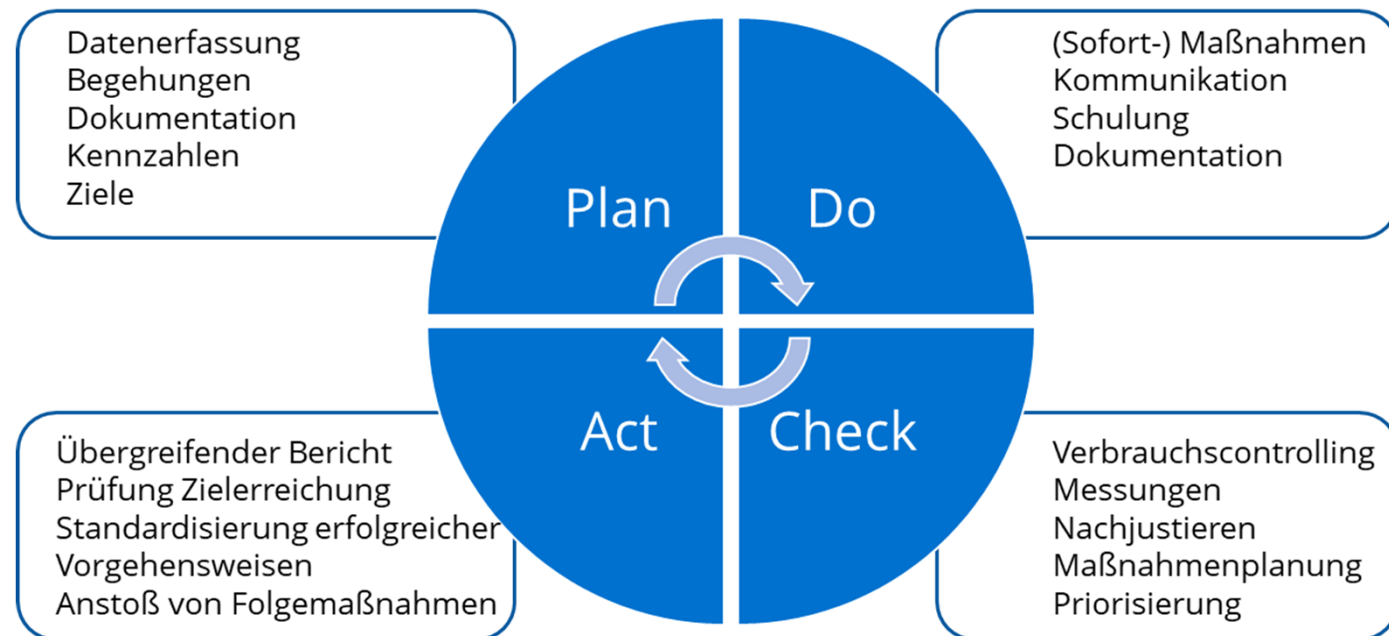 Datenerfassung
Begehungen
Dokumentation
Kennzahlen
Ziele
(Sofort-) Maßnahmen
Kommunikation
Schulung
Dokumentation
Plan
Do
Act
Check
Übergreifender Bericht
Prüfung Zielerreichung
Standardisierung erfolgreicher
Vorgehensweisen
Anstoß von Folgemaßnahmen
Verbrauchscontrolling
Messungen
Nachjustieren
Maßnahmenplanung
Priorisierung